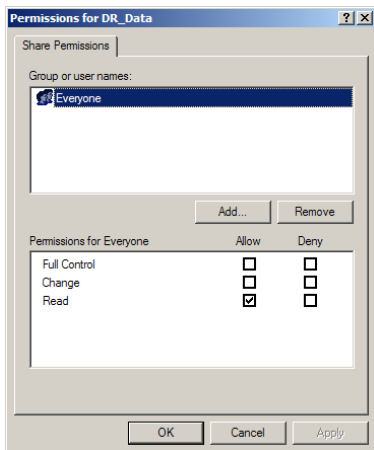 Permissions for DR_Data
Share Permissions
Group or user names:
Everyone
Add... Remove
Permissions for Everyone Allow Deny
Full Control
Change
Read
OK Cancel Apply